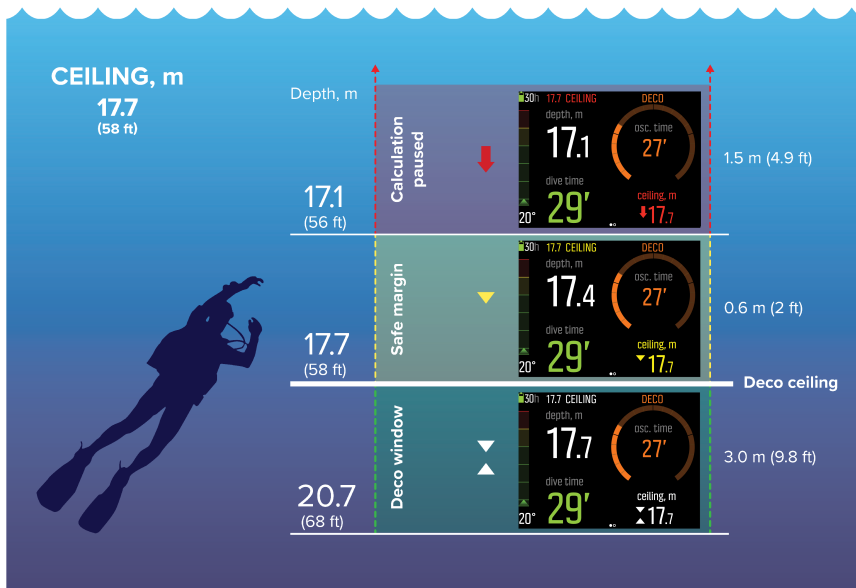 CEILING, m
17.7
(58 ft)
Depth, m
17.1
(56 ft)
17.7
(58 ft)
20.7
(68 ft)
Calculation
paused
Safe margin
Deco window
30h 17.7 CEILING DECO
depth, m
17.1
asc. time
27'
dive time
29'
ceiling, m
17.7
20°
1.5 m (4.9 ft)
30h 17.7 CEILING DECO
depth, m
17.4
asc. time
27'
dive time
29'
ceiling, m
17.7
20°
0.6 m (2 ft)
Deco ceiling
30h 17.7 CEILING DECO
depth, m
17.7
asc. time
27'
dive time
29'
ceiling, m
17.7
20°
3.0 m (9.8 ft)